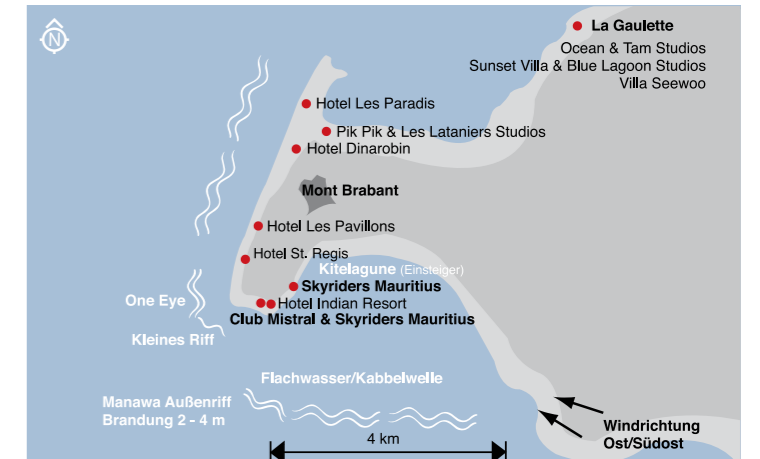 N
La Gaulette
Ocean & Tam Studios
Sunset Villa & Blue Lagoon Studios
Villa Seewoo
Hotel Les Paradis
Pik Pik & Les Lataniers Studios
Hotel Dinarobin
Mont Brabant
Hotel Les Pavillons
Hotel St. Regis
Kitelagune (Einsteiger)
Skyriders Mauritius
One Eye
Hotel Indian Resort
Club Mistral & Skyriders Mauritius
Kleines Riff
Flachwasser/Kabbelwelle
Manawa Außenriff
Brandung 2 - 4 m
Windrichtung
Ost/Südost
4 km